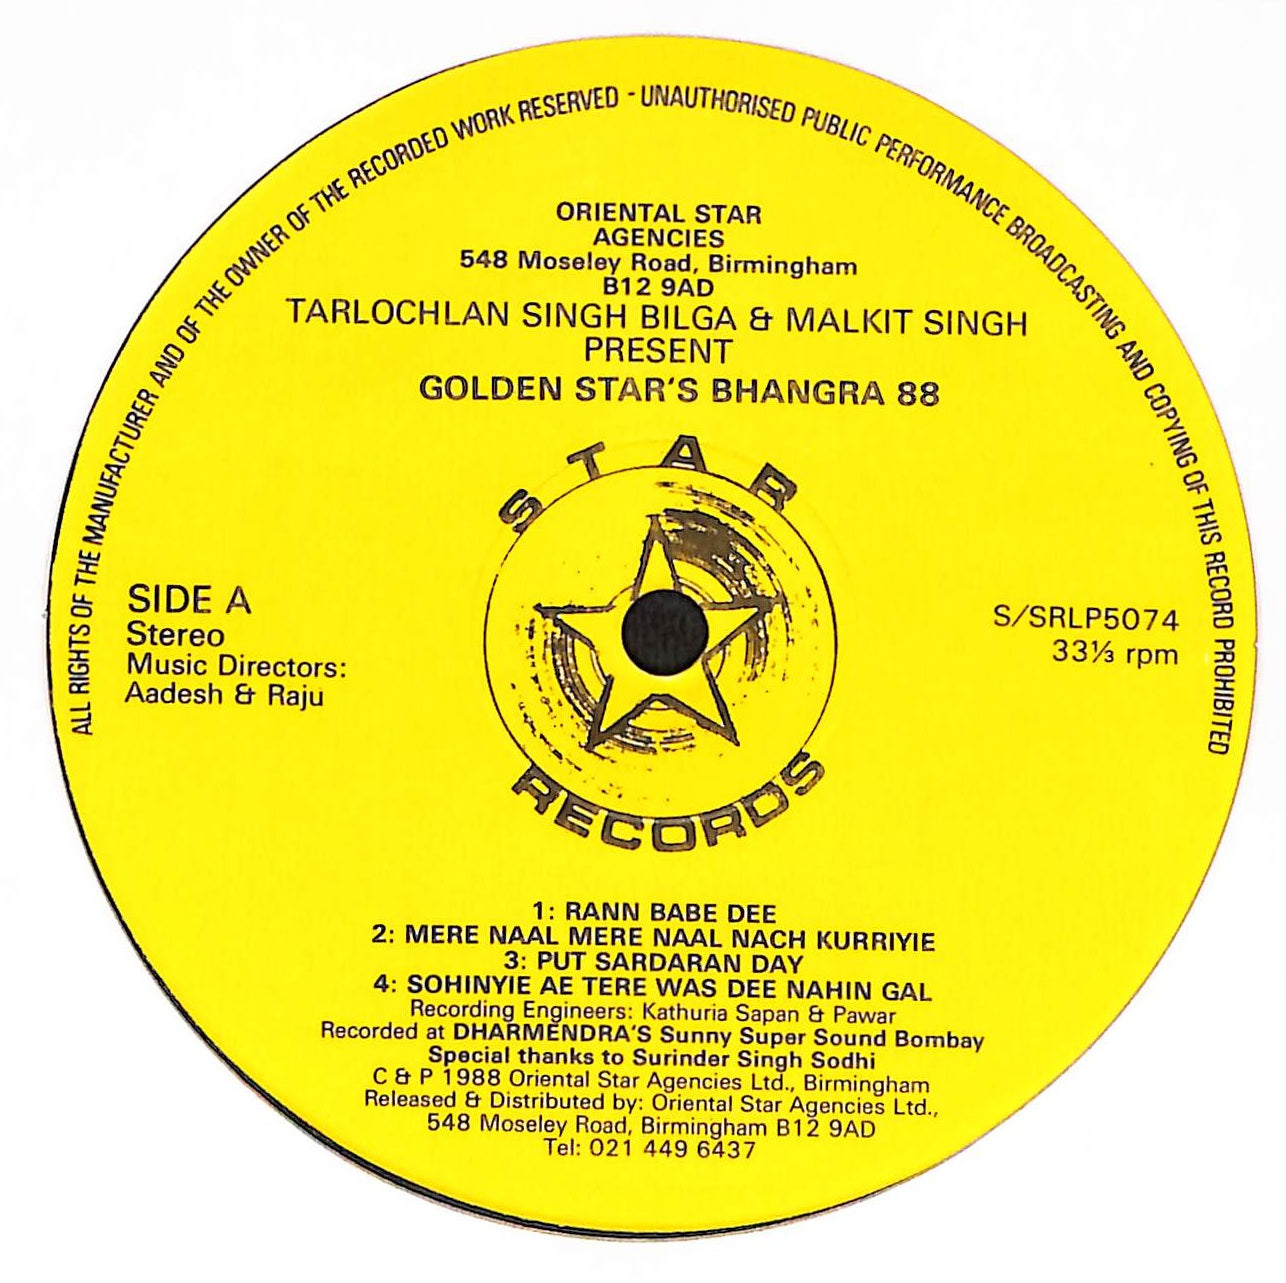 ALL RIGHTS OF THE MANUFACTURER AND OF THE OWNER OF THE RECORDED WORK RESERVED - UNAUTHORISED PUBLIC PERFORMANCE BROADCASTING AND COPYING OF THIS RECORD PROHIBITED
ORIENTAL STAR
AGENCIES
548 Moseley Road, Birmingham
B12 9AD
TARLOCHLAN SINGH BILGA & MALKIT SINGH
PRESENT
GOLDEN STAR'S BHANGRA 88
STAR
SIDE A
Stereo
Music Directors:
Aadesh & Raju
S/SRLP5074
33⅓ rpm
RECORDS
1: RANN BABE DEE
2: MERE NAAL MERE NAAL NACH KURRIYIE
3: PUT SARDARAN DAY
4: SOHINYIE AE TERE WAS DEE NAHIN GAL
Recording Engineers: Kathuria Sapan & Pawar
Recorded at DHARMENDRA'S Sunny Super Sound Bombay
Special thanks to Surinder Singh Sodhi
C & P 1988 Oriental Star Agencies Ltd., Birmingham
Released & Distributed by: Oriental Star Agencies Ltd.,
548 Moseley Road, Birmingham B12 9AD
Tel: 021 449 6437